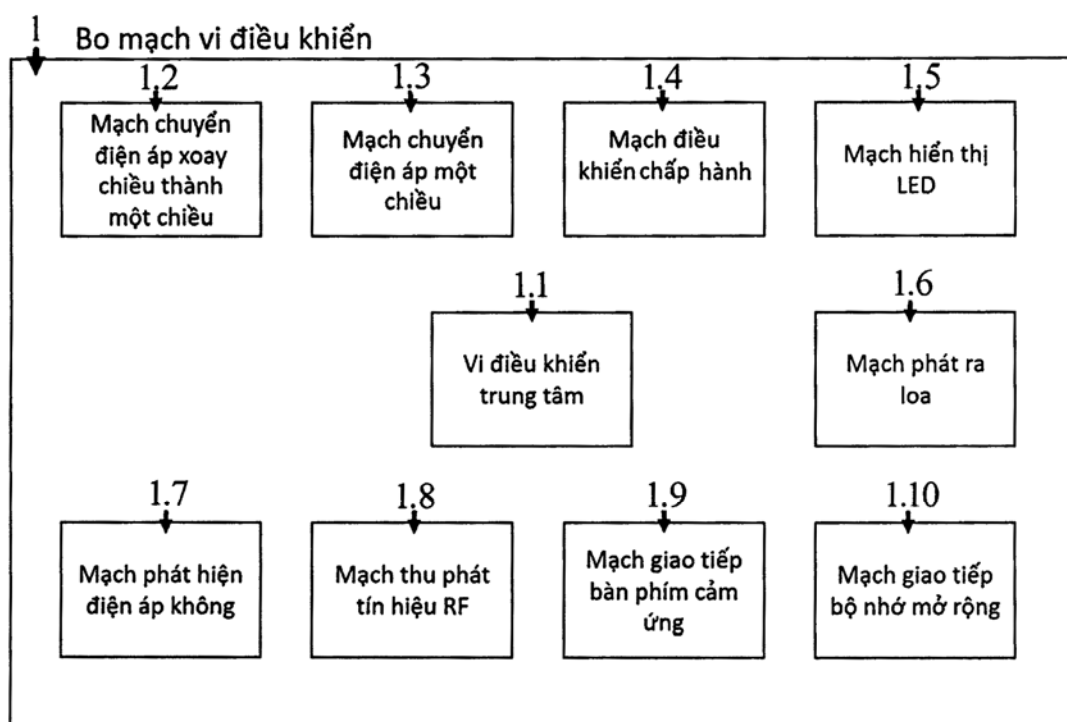 1
Bo mạch vi điều khiển
1.2
Mạch chuyển
điện áp xoay
chiều thành
một chiều
1.3
Mạch chuyển
điện áp một
chiều
1.4
Mạch điều
khiển chấp hành
1.5
Mạch hiển thị
LED
1.1
Vi điều khiển
trung tâm
1.6
Mạch phát ra
loa
1.7
Mạch phát hiện
điện áp không
1.8
Mạch thu phát
tín hiệu RF
1.9
Mạch giao tiếp
bàn phím cảm
ứng
1.10
Mạch giao tiếp
bộ nhớ mở rộng